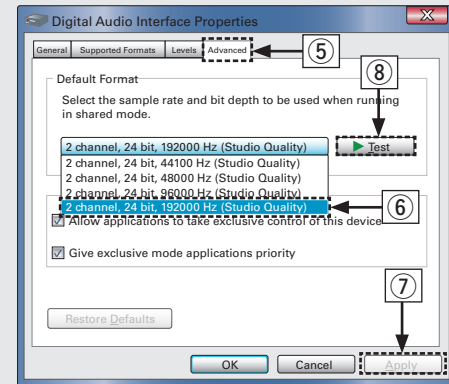 Digital Audio Interface Properties
X
General Supported Formats Levels Advanced
⑤
Default Format
⑧
Select the sample rate and bit depth to be used when running
in shared mode.
2 channel, 24 bit, 192000 Hz (Studio Quality)
Test
2 channel, 24 bit, 44100 Hz (Studio Quality)
2 channel, 24 bit, 48000 Hz (Studio Quality)
2 channel, 24 bit, 96000 Hz (Studio Quality)
2 channel, 24 bit, 192000 Hz (Studio Quality)
⑥
Allow applications to take exclusive control of this device
Give exclusive mode applications priority
⑦
Restore Defaults
OK Cancel Apply